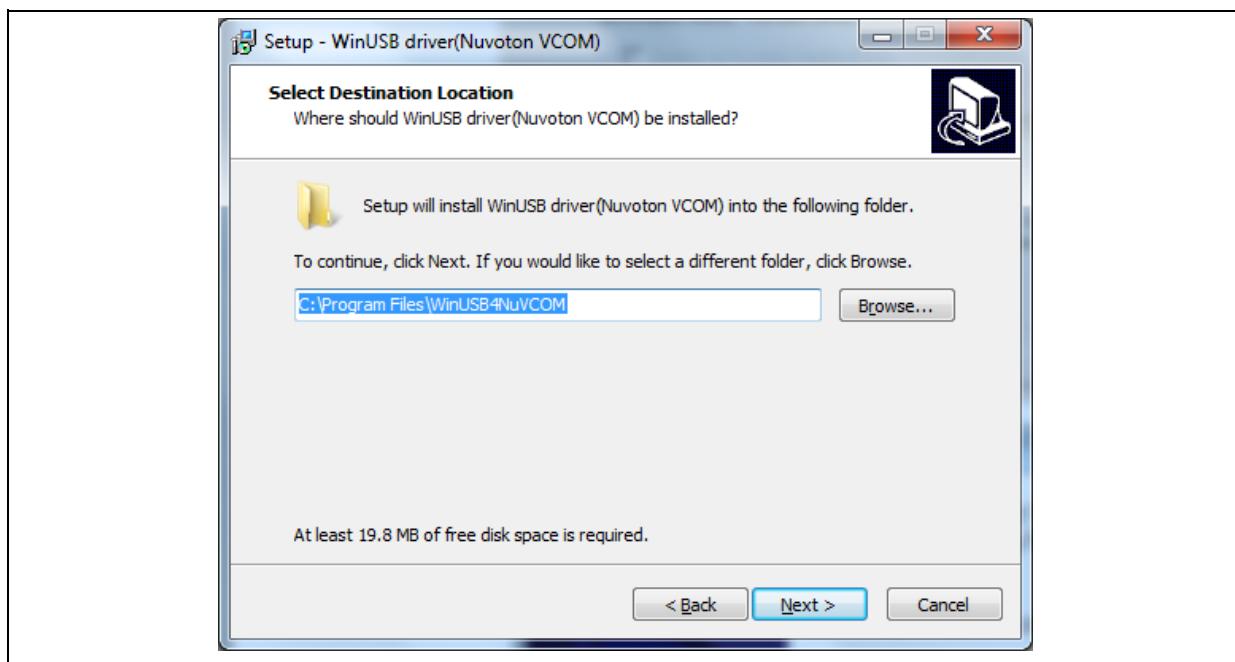 Setup - WinUSB driver(Nuvoton VCOM)
Select Destination Location
Where should WinUSB driver(Nuvoton VCOM) be installed?
Setup will install WinUSB driver(Nuvoton VCOM) into the following folder.
To continue, click Next. If you would like to select a different folder, click Browse.
C:\Program Files\WinUSB4NuVCOM
Browse...
At least 19.8 MB of free disk space is required.
< Back Next > Cancel